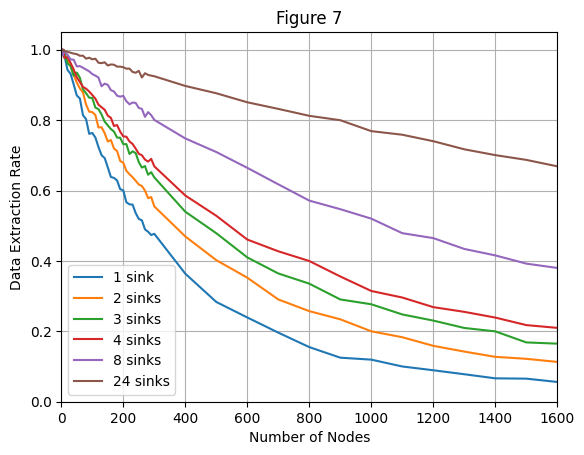 Figure 7
Data Extraction Rate
1.0
0.8
0.6
0.4
0.2
0.0
1 sink
2 sinks
3 sinks
4 sinks
8 sinks
24 sinks
0 200 400 600 800 1000 1200 1400 1600
Number of Nodes